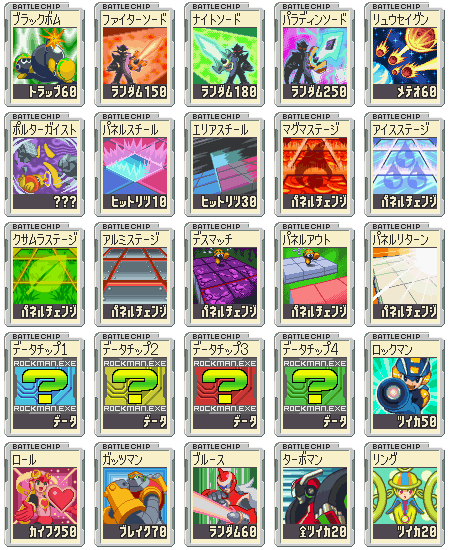 BATTLECHIP
ブラックボム
トラップ60
BATTLECHIP
ファイターソード
ランダム150
BATTLECHIP
ナイトソード
ランダム180
BATTLECHIP
パラディンソード
ランダム250
BATTLECHIP
リュウセイグン
メテオ60
BATTLECHIP
ポルターガイスト
???
BATTLECHIP
パネルスチール
ヒットリツ10
BATTLECHIP
エリアスチール
ヒットリツ30
BATTLECHIP
マグマステージ
パネルチェンジ
BATTLECHIP
アイスステージ
パネルチェンジ
BATTLECHIP
クサムラステージ
パネルチェンジ
BATTLECHIP
アルミステージ
パネルチェンジ
BATTLECHIP
デスマッチ
パネルチェンジ
BATTLECHIP
パネルアウト
パネルチェンジ
BATTLECHIP
パネルリターン
パネルチェンジ
BATTLECHIP
データチップ1
ROCKMAN.EXE
?
ROCKMAN.EXE
データ
BATTLECHIP
データチップ2
ROCKMAN.EXE
?
ROCKMAN.EXE
データ
BATTLECHIP
データチップ3
ROCKMAN.EXE
?
ROCKMAN.EXE
データ
BATTLECHIP
データチップ4
ROCKMAN.EXE
?
ROCKMAN.EXE
データ
BATTLECHIP
ロックマン
ツイカ50
BATTLECHIP
ロール
カイフク50
BATTLECHIP
ガッツマン
ブレイク70
BATTLECHIP
ブルース
ランダム60
BATTLECHIP
ターボマン
全ツイカ20
BATTLECHIP
リング
ツイカ20